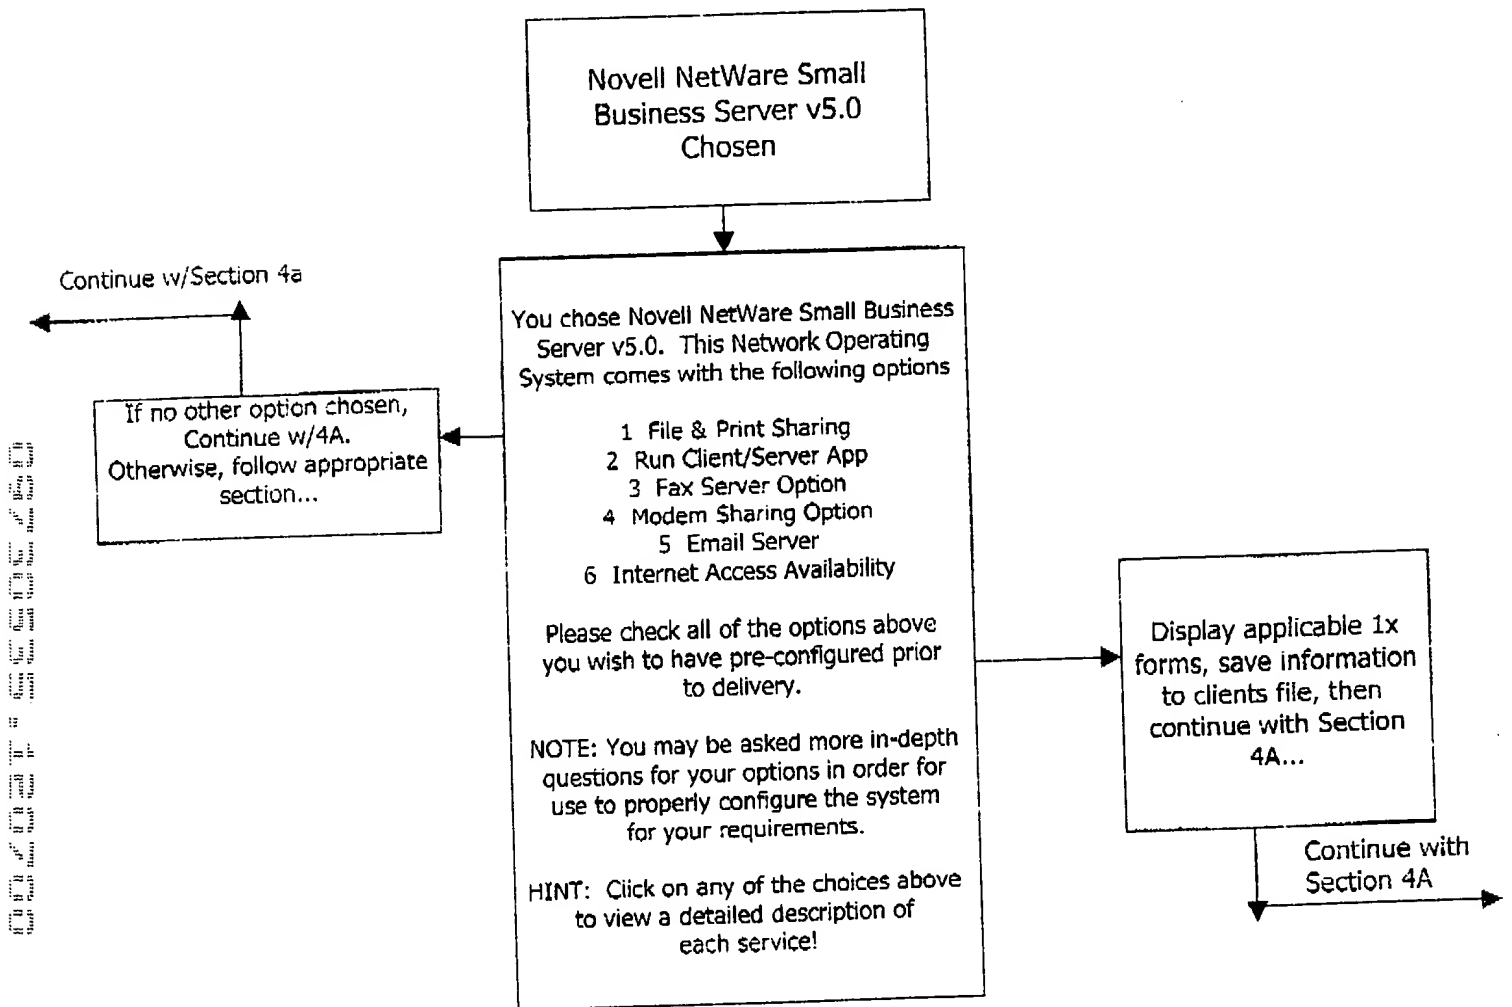 Novell NetWare Small
Business Server v5.0
Chosen
Continue w/Section 4a
You chose Novell NetWare Small Business
Server v5.0. This Network Operating
System comes with the following options
1 File & Print Sharing
2 Run Client/Server App
3 Fax Server Option
4 Modem Sharing Option
5 Email Server
6 Internet Access Availability
Please check all of the options above
you wish to have pre-configured prior
to delivery.
NOTE: You may be asked more in-depth
questions for your options in order for
use to properly configure the system
for your requirements.
HINT: Click on any of the choices above
to view a detailed description of
each service!
If no other option chosen,
Continue w/4A.
Otherwise, follow appropriate
section...
Display applicable 1x
forms, save information
to clients file, then
continue with Section
4A...
Continue with
Section 4A